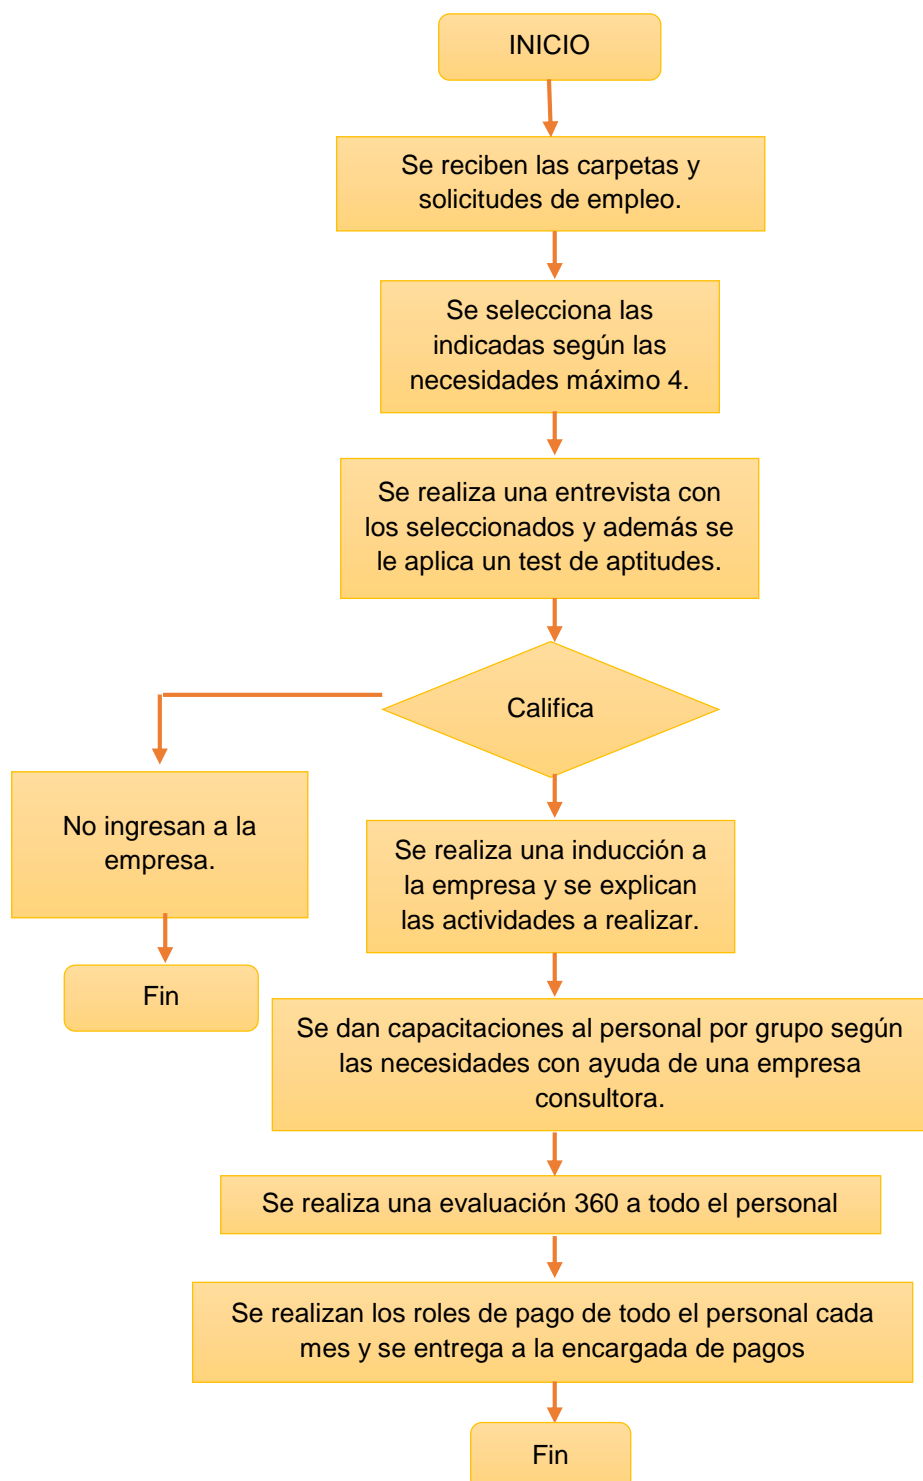 INICIO
Se reciben las carpetas y
solicitudes de empleo.
Se selecciona las
indicadas según las
necesidades máximo 4.
Se realiza una entrevista con
los seleccionados y además se
le aplica un test de aptitudes.
Califica
No ingresan a la
empresa.
Fin
Se realiza una inducción a
la empresa y se explican
las actividades a realizar.
Se dan capacitaciones al personal por grupo según
las necesidades con ayuda de una empresa
consultora.
Se realiza una evaluación 360 a todo el personal
Se realizan los roles de pago de todo el personal cada
mes y se entrega a la encargada de pagos
Fin